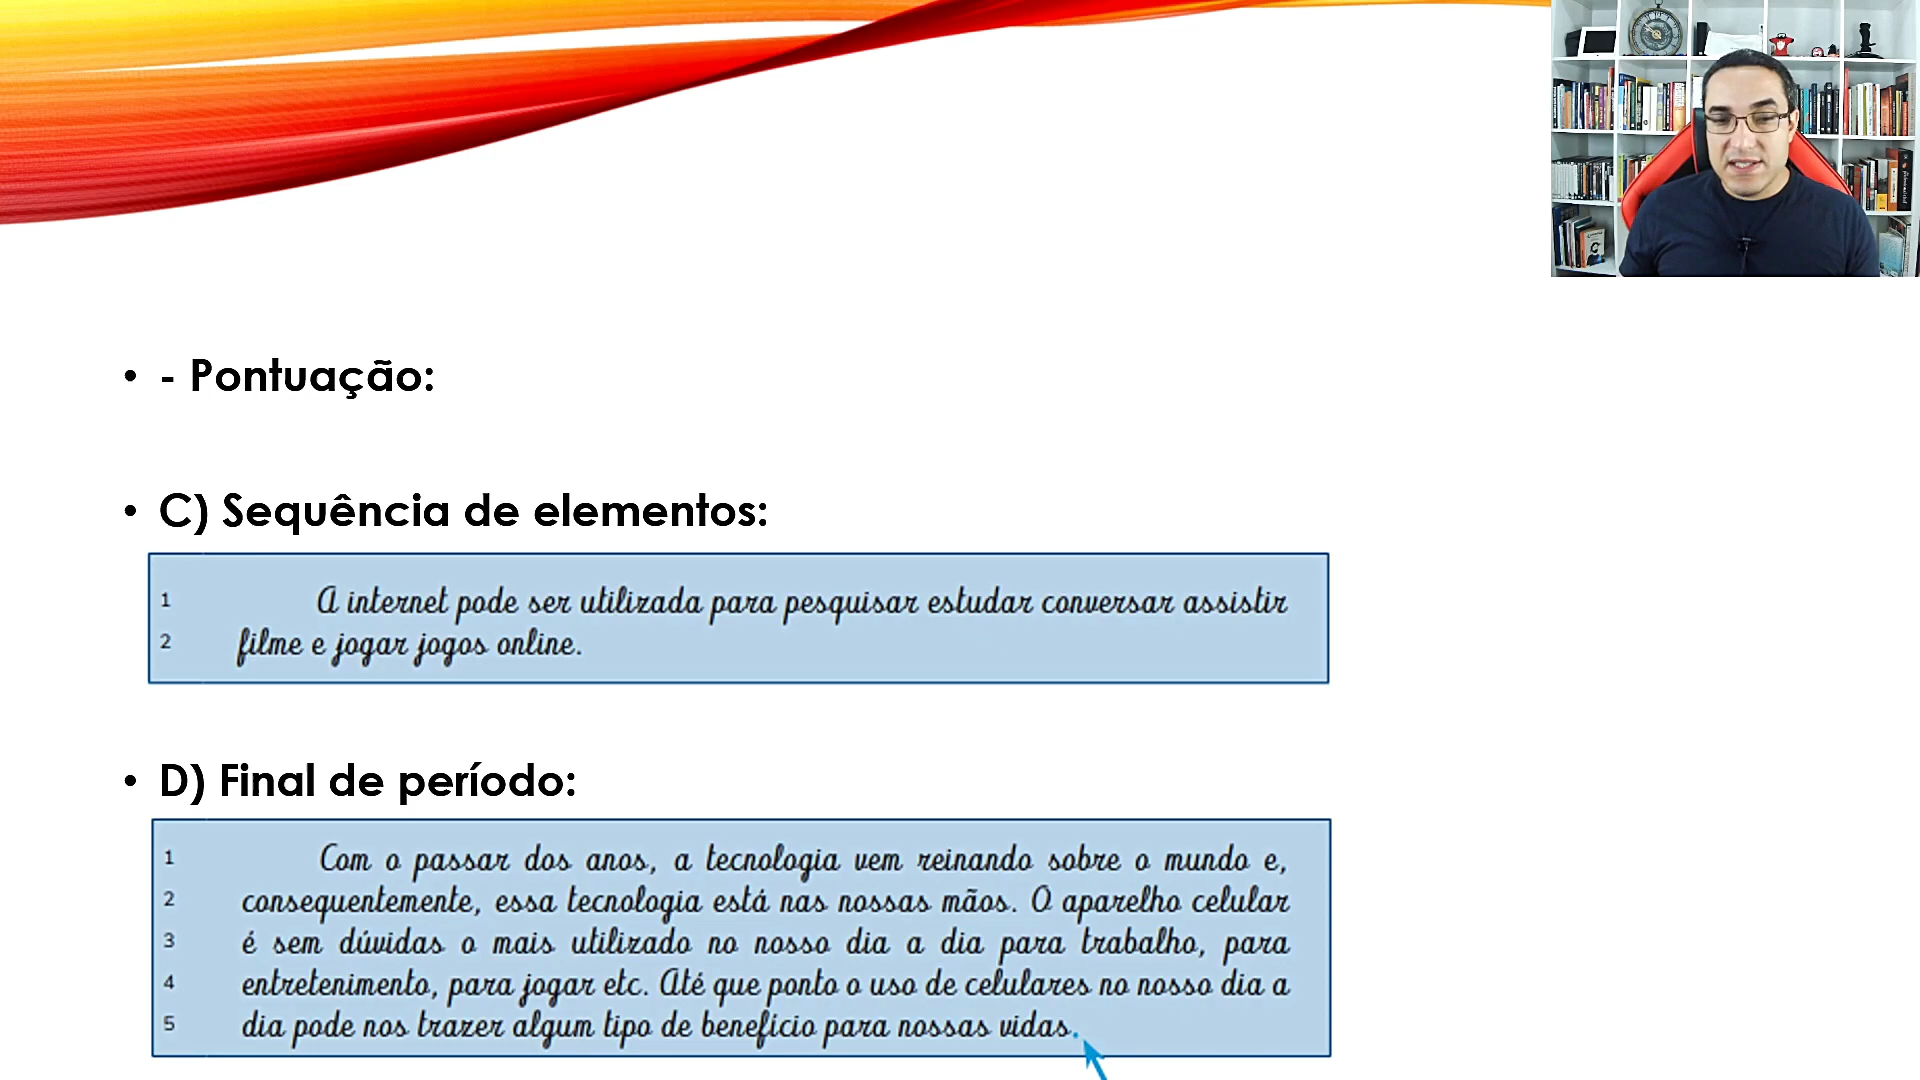 • - Pontuação:
• C) Sequência de elementos:
1 A internet pode ser utilizada para pesquisar estudar conversar assistir
2 filme e jogar jogos online.
• D) Final de período:
1 Com o passar dos anos, a tecnologia vem reinando sobre o mundo e,
2 consequentemente, essa tecnologia está nas nossas mãos. O aparelho celular
3 é sem dúvidas o mais utilizado no nosso dia a dia para trabalho, para
4 entretenimento, para jogar etc. Até que ponto o uso de celulares no nosso dia a
5 dia pode nos trazer algum tipo de benefício para nossas vidas.